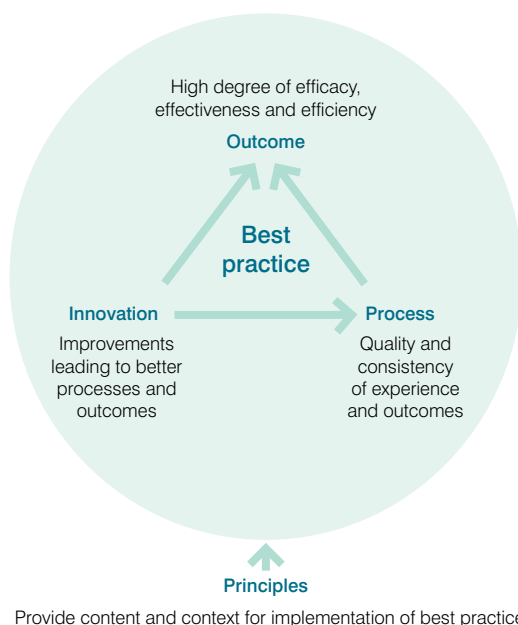 High degree of efficacy,
effectiveness and efficiency
Outcome
Best
practice
Innovation
Improvements
leading to better
processes and
outcomes
Process
Quality and
consistency
of experience
and outcomes
Principles
Provide content and context for implementation of best practice